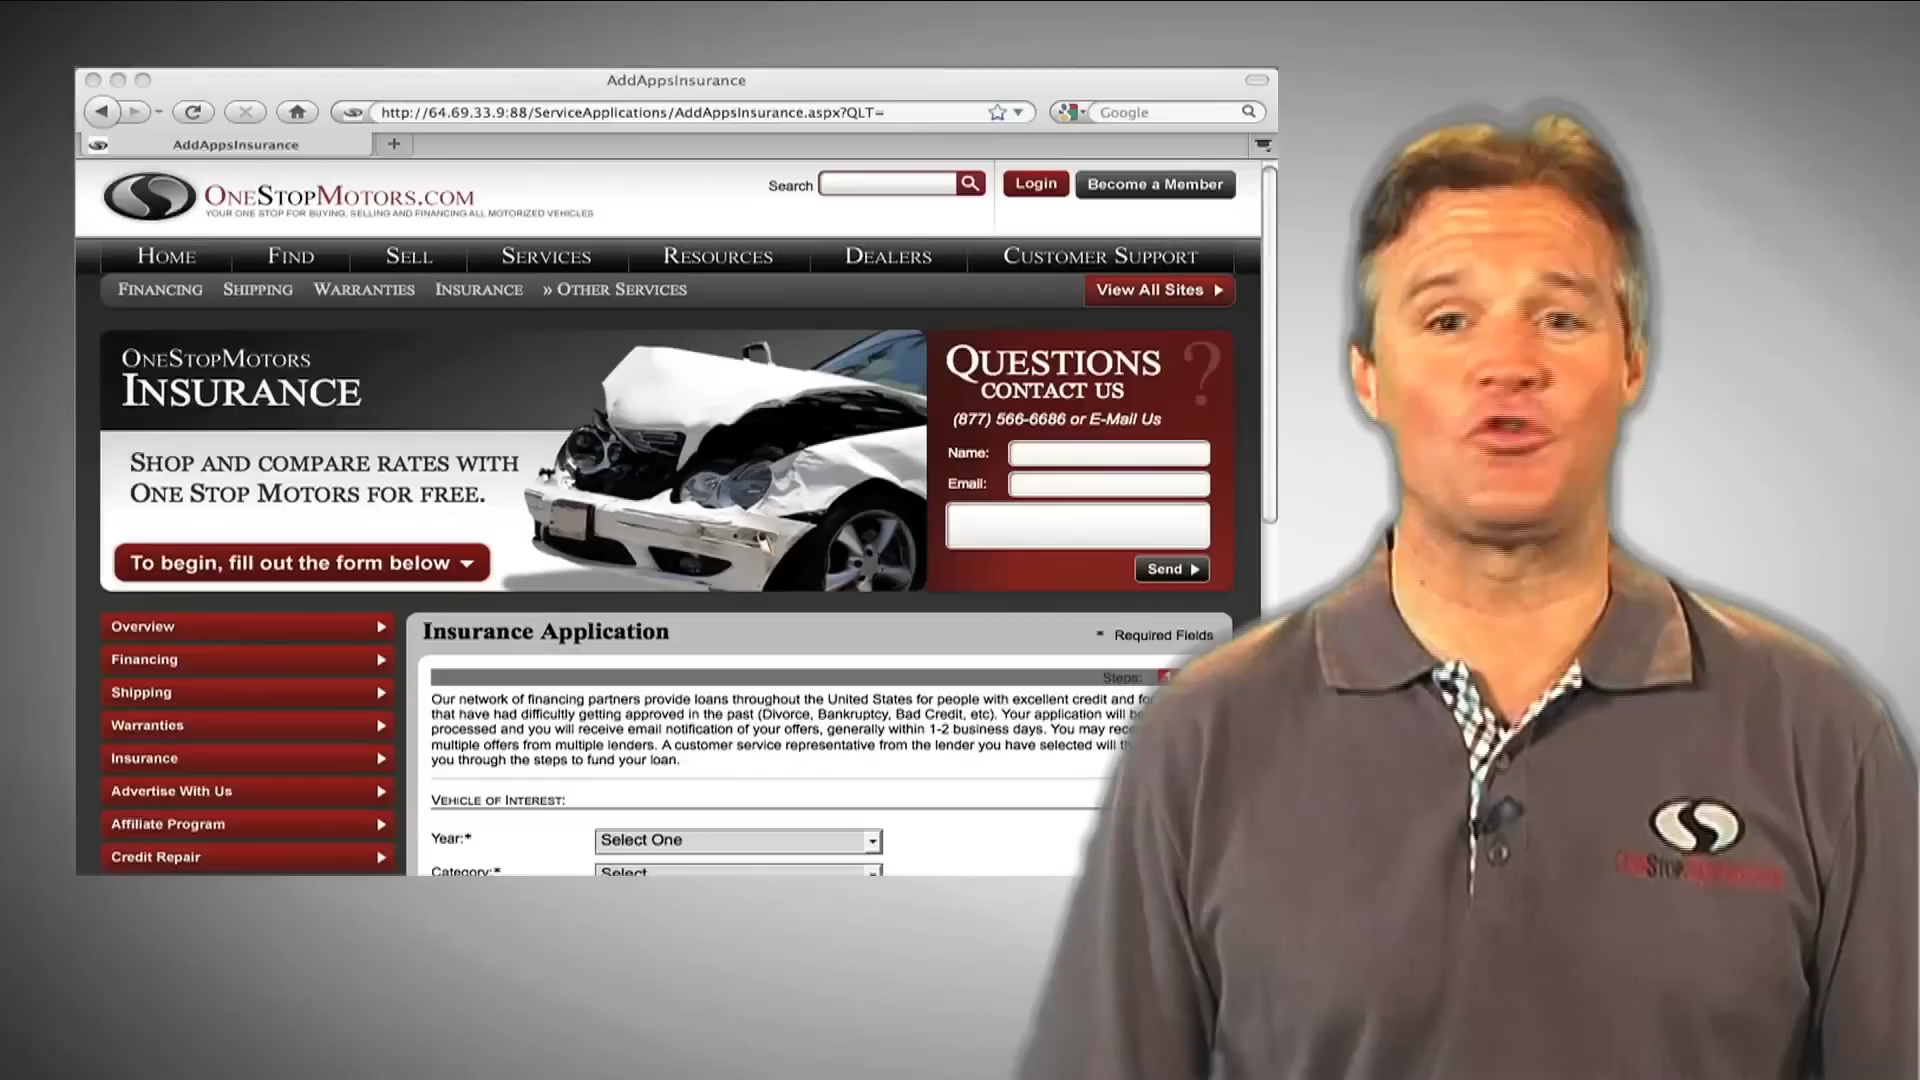 AddAppsInsurance
http://64.69.33.9:88/ServiceApplications/AddAppsInsurance.aspx?QLT=
Google
AddAppsInsurance
ONESTOPMOTORS.COM
YOUR ONE STOP FOR BUYING, SELLING AND FINANCING ALL MOTORIZED VEHICLES
Search
Login
Become a Member
HOME FIND SELL SERVICES RESOURCES DEALERS CUSTOMER SUPPORT
FINANCING SHIPPING WARRANTIES INSURANCE » OTHER SERVICES
View All Sites
ONESTOPMOTORS
INSURANCE
SHOP AND COMPARE RATES WITH
ONE STOP MOTORS FOR FREE.
To begin, fill out the form below
QUESTIONS ?
CONTACT US
(877) 566-6686 or E-Mail Us
Name:
Email:
Send
Overview
Financing
Shipping
Warranties
Insurance
Advertise With Us
Affiliate Program
Credit Repair
Insurance Application
* Required Fields
Steps:
Our network of financing partners provide loans throughout the United States for people with excellent credit and
that have had difficultly getting approved in the past (Divorce, Bankruptcy, Bad Credit, etc). Your application will
processed and you will receive email notification of your offers, generally within 1-2 business days. You may
multiple offers from multiple lenders. A customer service representative from the lender you have selected will
you through the steps to fund your loan.
VEHICLE OF INTEREST:
Year:* Select One
Category:* Select